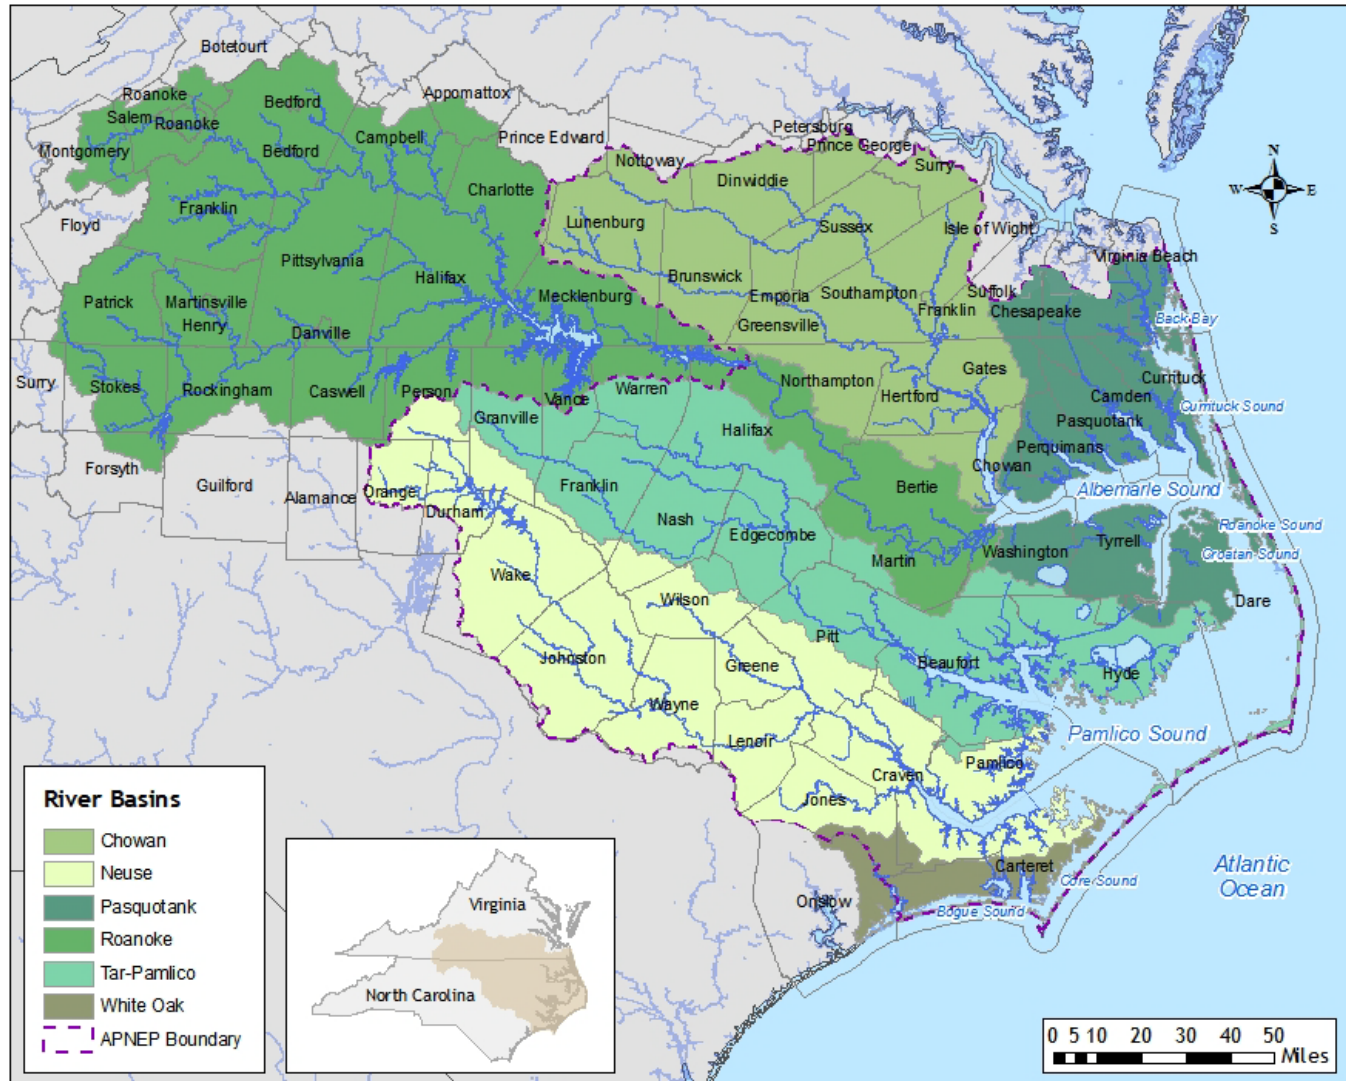 Botetourt
Roanoke
Bedford
Appomattox
Salem
Roanoke
Petersburg
Campbell
Prince Edward
Prince George
Montgomery
Bedford
Nottoway
Surry
Dinwiddie
Charlotte
Franklin
Floyd
Lunenburg
Sussex
Isle of Wight
Pittsylvania
Virginia Beach
Halifax
Brunswick
Patrick
Martinsville
Mecklenburg
Emporia
Southampton
Suffolk
Henry
Danville
Greensville
Franklin
Chesapeake
Back Bay
Surry
Stokes
Rockingham
Caswell
Person
Vance
Warren
Northampton
Gates
Currituck
Hertford
Camden
Currituck Sound
Granville
Halifax
Pasquotank
Perquimans
Forsyth
Guilford
Alamance
Orange
Durham
Franklin
Chowan
Bertie
Albemarle Sound
Nash
Edgecombe
Roanoke Sound
Washington
Tyrrell
Croatan Sound
Martin
Wake
Wilson
Dare
Pitt
Johnston
Greene
Beaufort
Hyde
Wayne
Lenoir
Pamlico Sound
Pamlico
Craven
Jones
Carteret
Core Sound
Onslow
Bogue Sound
Atlantic
Ocean
N
W
E
S
River Basins
Chowan
Neuse
Pasquotank
Roanoke
Tar-Pamlico
White Oak
APNEP Boundary
Virginia
North Carolina
0 5 10 20 30 40 50
Miles